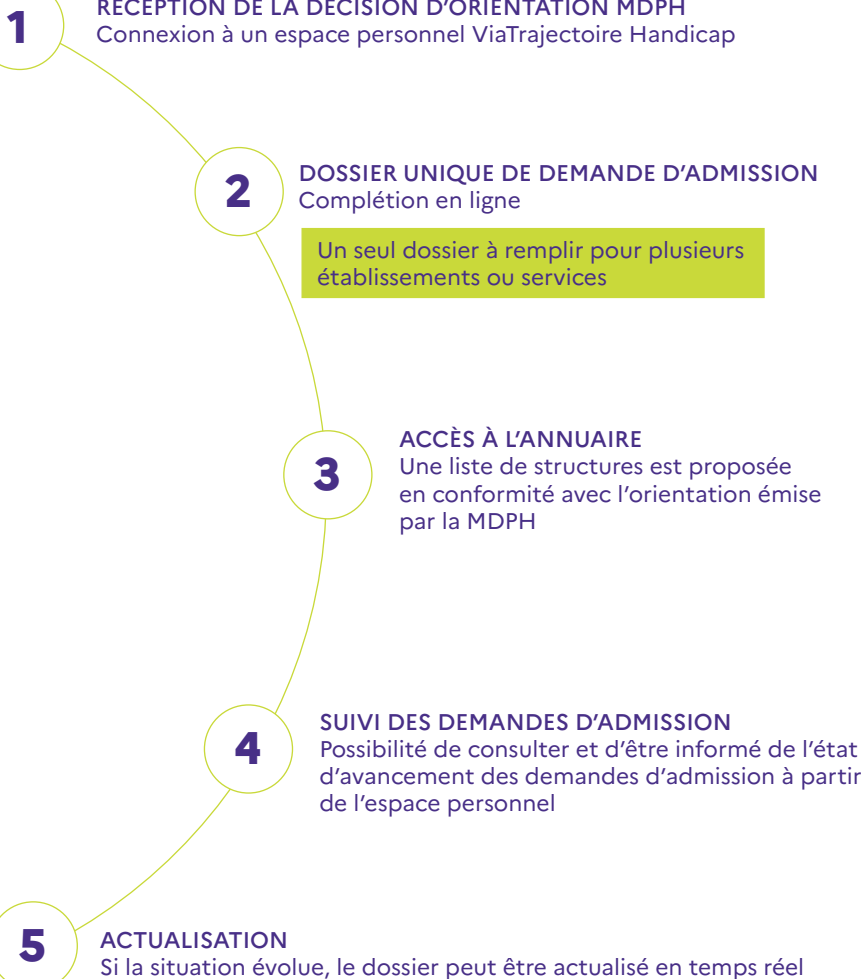 1
RÉCEPTION DE LA DÉCISION D’ORIENTATION MDPH
Connexion à un espace personnel ViaTrajectoire Handicap
2
DOSSIER UNIQUE DE DEMANDE D’ADMISSION
Complétion en ligne
Un seul dossier à remplir pour plusieurs
établissements ou services
3
ACCÈS À L’ANNUAIRE
Une liste de structures est proposée
en conformité avec l’orientation émise
par la MDPH
4
SUIVI DES DEMANDES D’ADMISSION
Possibilité de consulter et d’être informé de l’état
d’avancement des demandes d’admission à partir
de l’espace personnel
5
ACTUALISATION
Si la situation évolue, le dossier peut être actualisé en temps réel